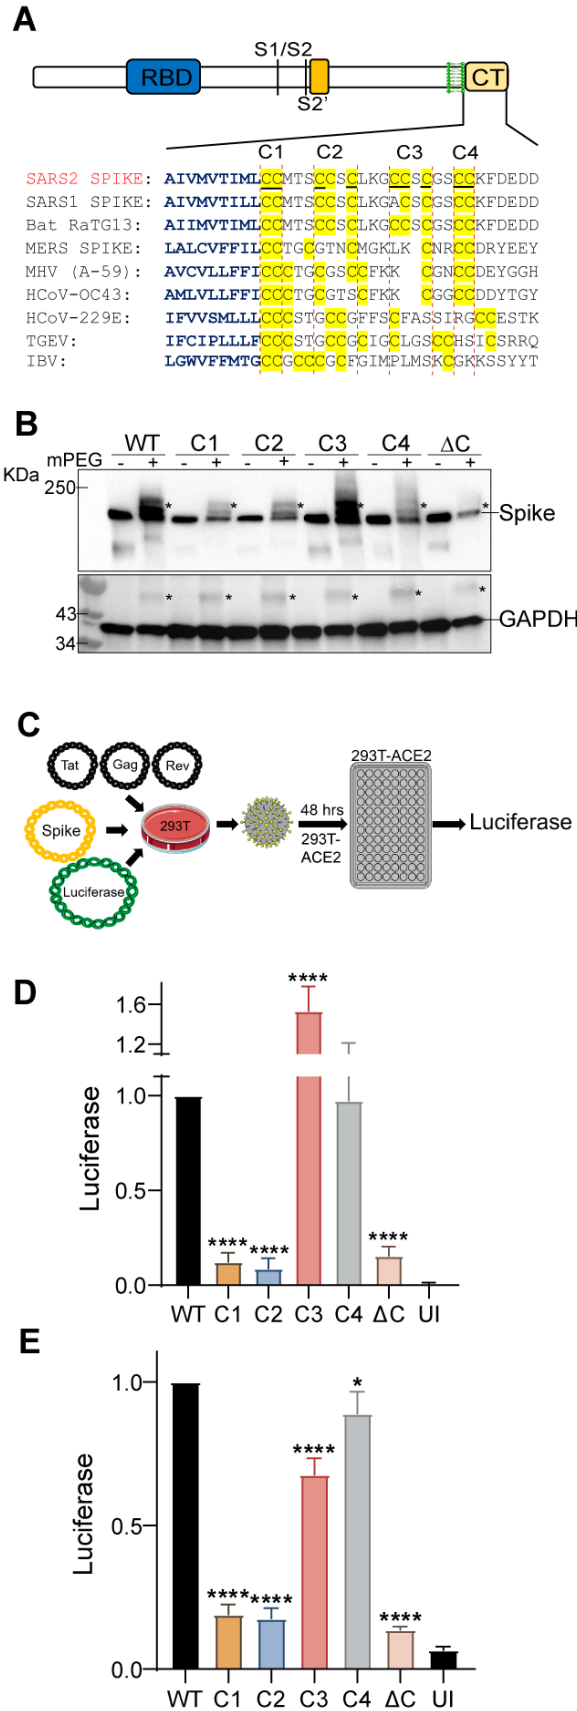 A
S1/S2
RBD
CT
S2'
C1 C2 C3 C4
SARS2 SPIKE: AIVMVTIMLCCMTSCCSCLKGCCSCGSCCKFDEDD
SARS1 SPIKE: AIVMVTILLCCMTSCCSCLKGACSCGSCCKFDEDD
Bat RaTG13: AIIMVTIMLCCMTSCCSCLKGCCSCGSCCKFDEDD
MERS SPIKE: LALCVFFILCCTGCGTNCMGKLK CNRCCDRYEEY
MHV (A-59): AVCVLLFFICCCTGCGSCCFKK CGNCCDEYGGH
HCoV-OC43: AMLVLLFFICCCTGCGTSCFKK CGGCCDDYTGY
HCoV-229E: IFVVSMLLLCCCSTGCCGFFSCFASSIRGCCESTK
TGEV: IFCIPLLLFCCCSTGCCGCIGCLGSCCHSICSRRQ
IBV: LGWVFFMTGCCGCCCGCFGIMPLMSKCGKKSSYYT
B
WT C1 C2 C3 C4 ΔC
mPEG - + - + - + - + - + - +
KDa
250
* * * * * *
Spike
* * * * * *
43
GAPDH
34
C
Tat Gag Rev
293T-ACE2
Spike
293T
48 hrs
293T-
ACE2
Luciferase
Luciferase
D
****
1.6
1.2
1.0
Luciferase
0.5
**** **** ****
0.0
WT C1 C2 C3 C4 ΔC UI
E
1.0
*
****
Luciferase
0.5
**** **** ****
0.0
WT C1 C2 C3 C4 ΔC UI